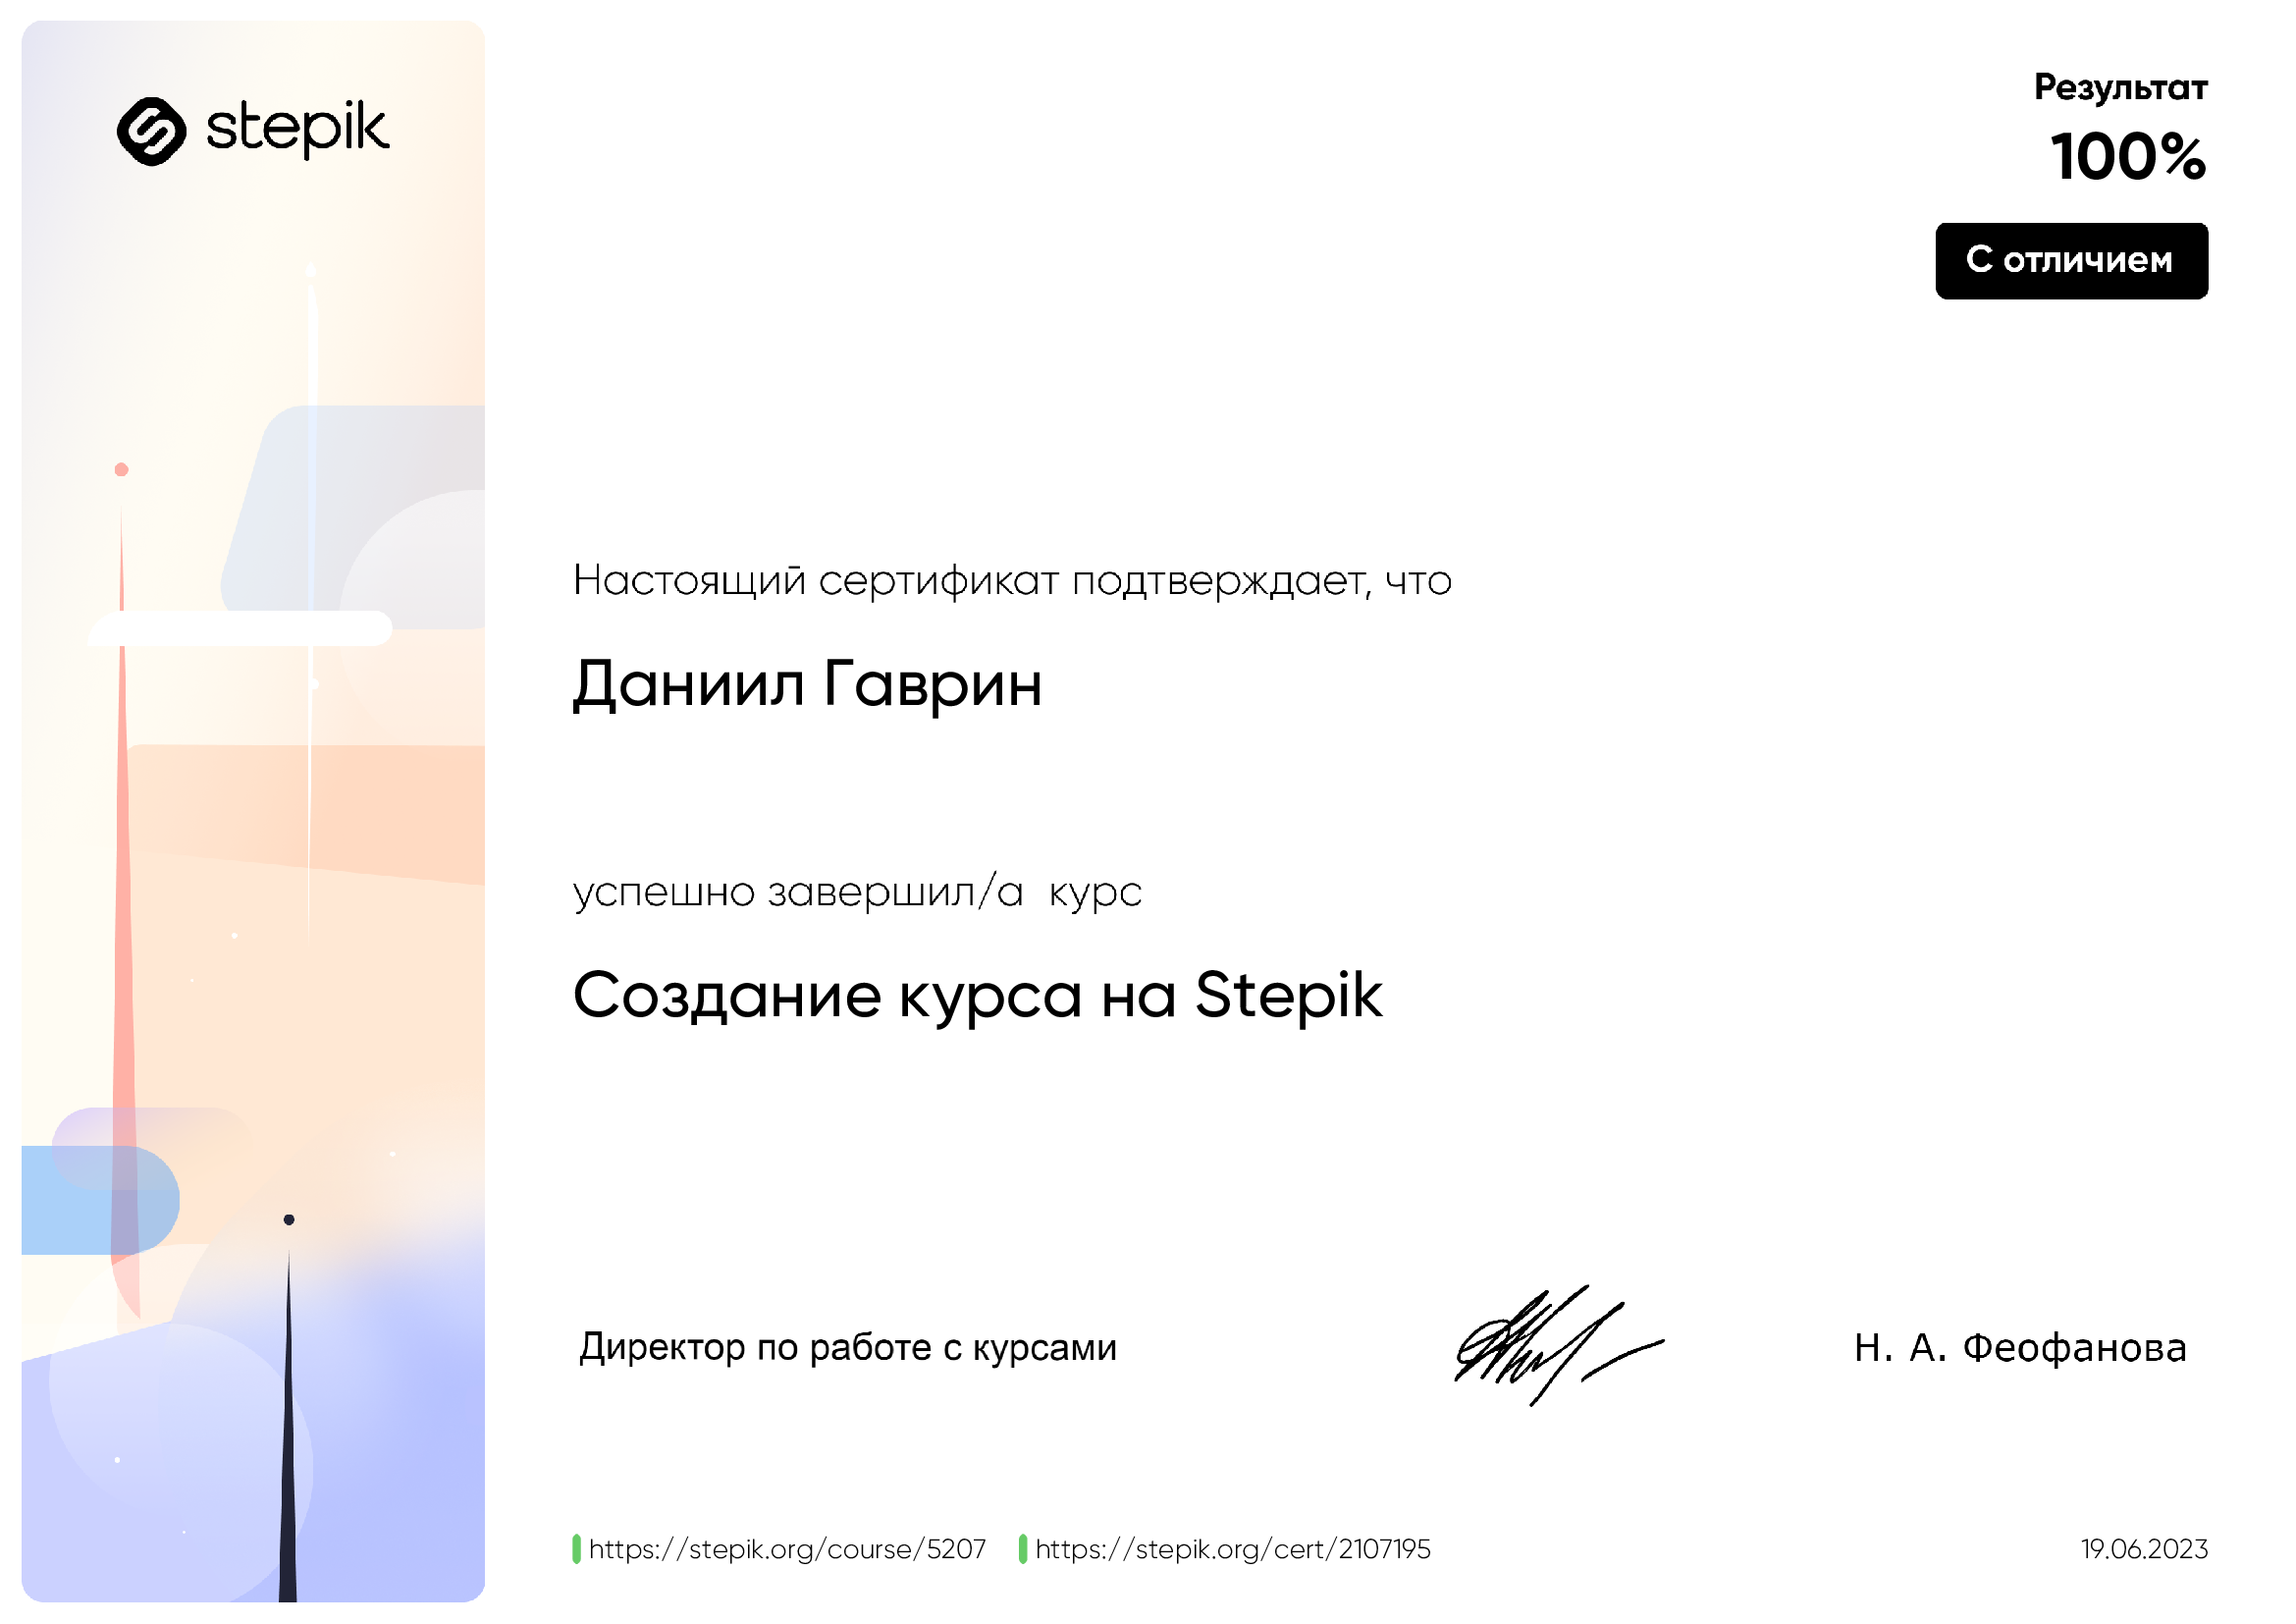 stepik
Результат
100%
С отличием
Настоящий сертификат подтверждает, что
Даниил Гаврин
успешно завершил/а курс
Создание курса на Stepik
Директор по работе с курсами
Н. А. Феофанова
https://stepik.org/course/5207
https://stepik.org/cert/2107195
19.06.2023